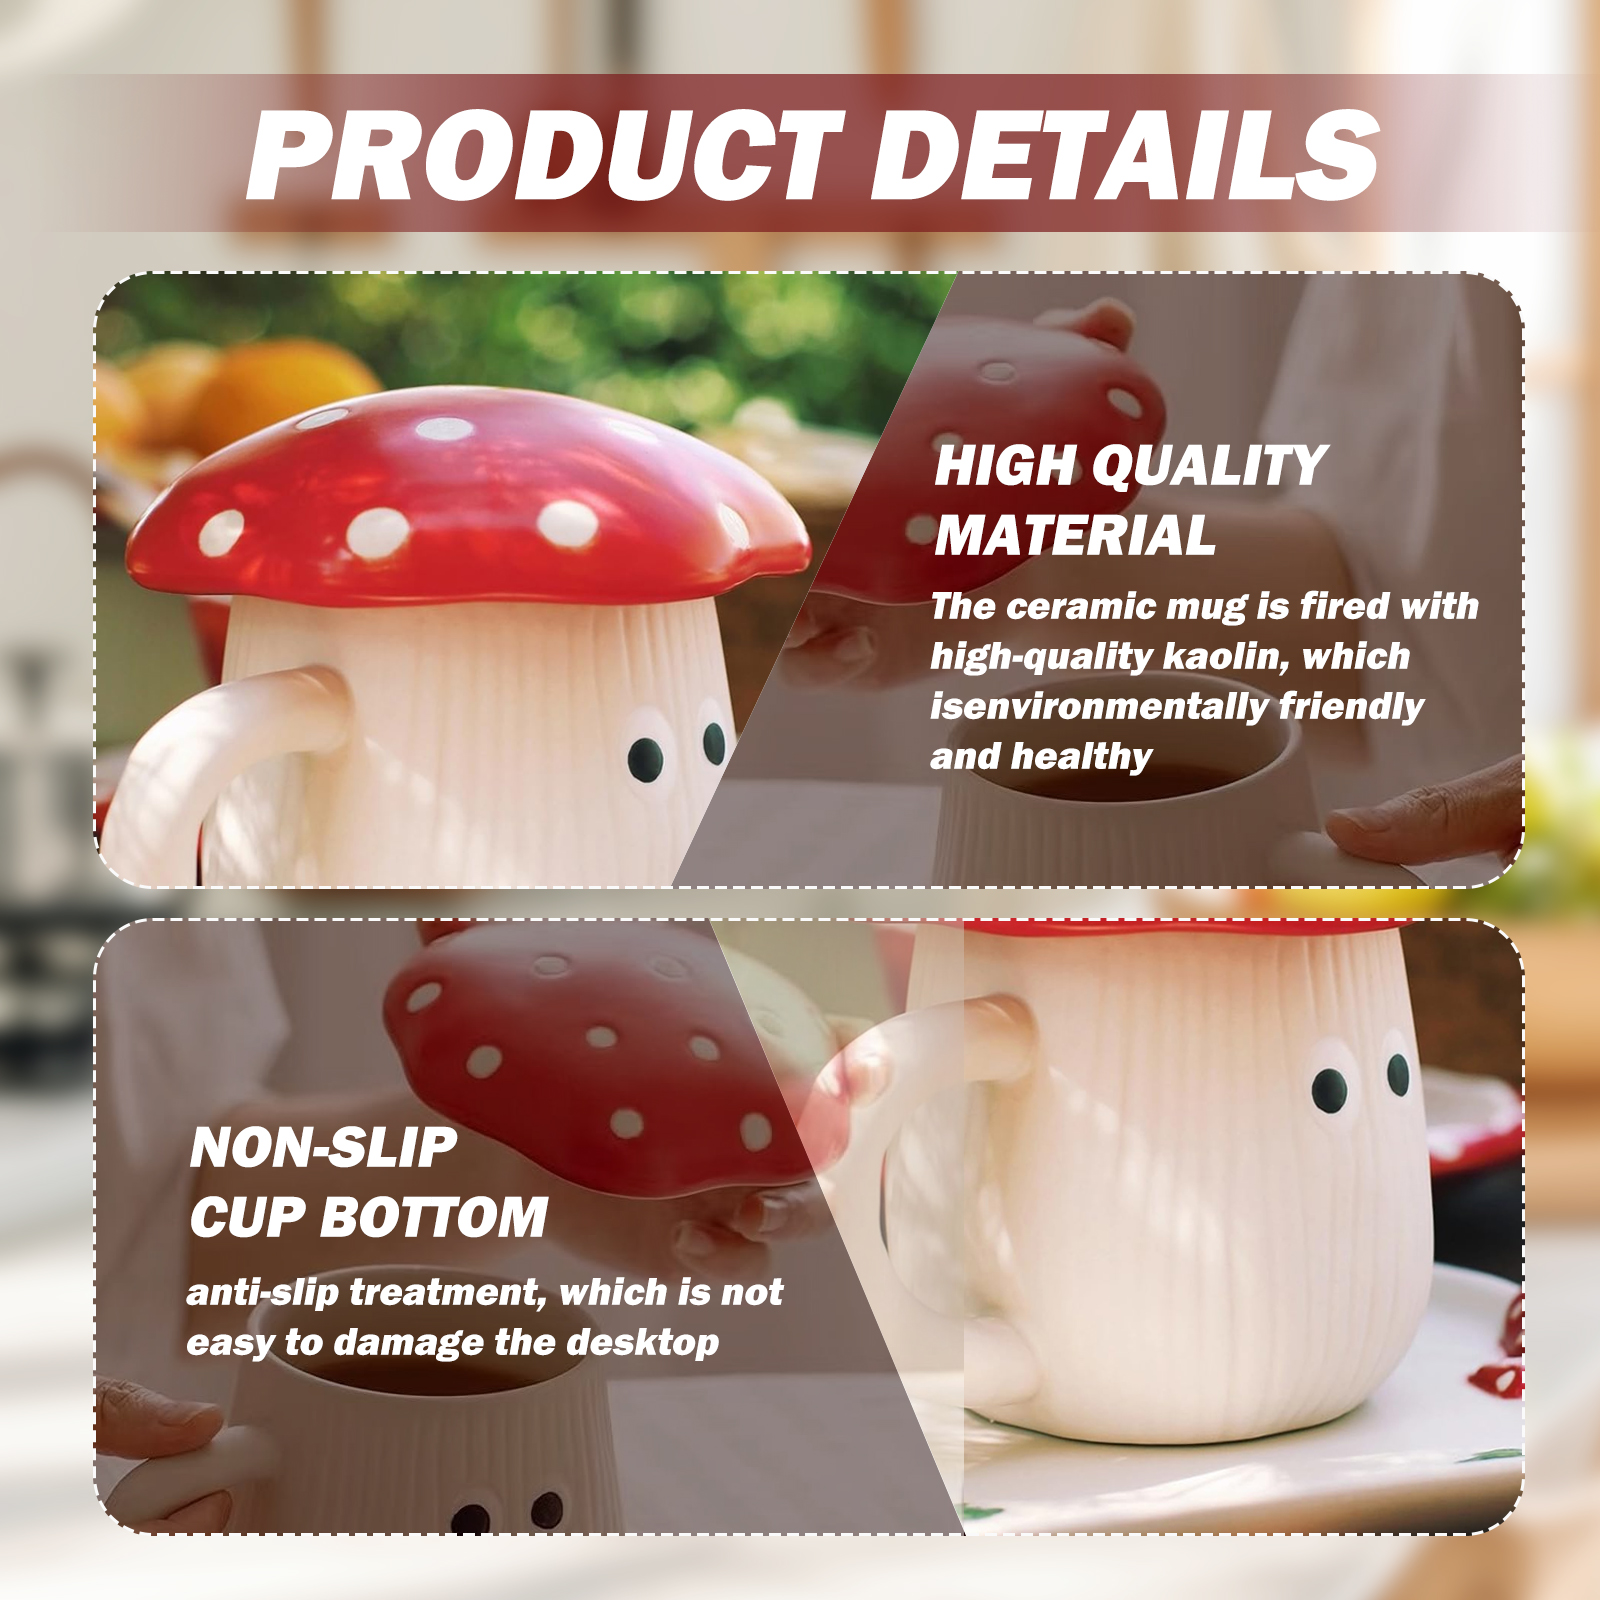 PRODUCT DETAILS
HIGH QUALITY
MATERIAL
The ceramic mug is fired with
high-quality kaolin, which
isenvironmentally friendly
and healthy
NON-SLIP
CUP BOTTOM
anti-slip treatment, which is not
easy to damage the desktop